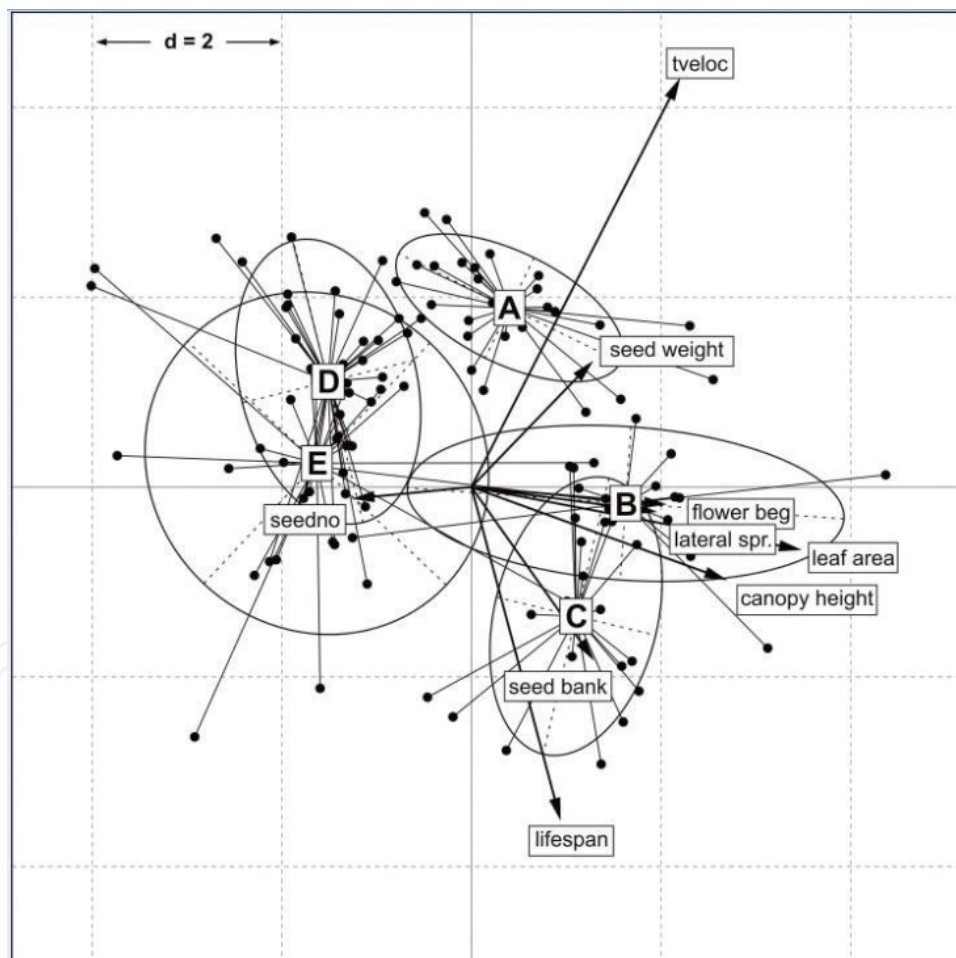 d = 2
tveloc
A
seed weight
D
E
B
flower beg
seedno
lateral spr.
leaf area
canopy height
C
seed bank
lifespan